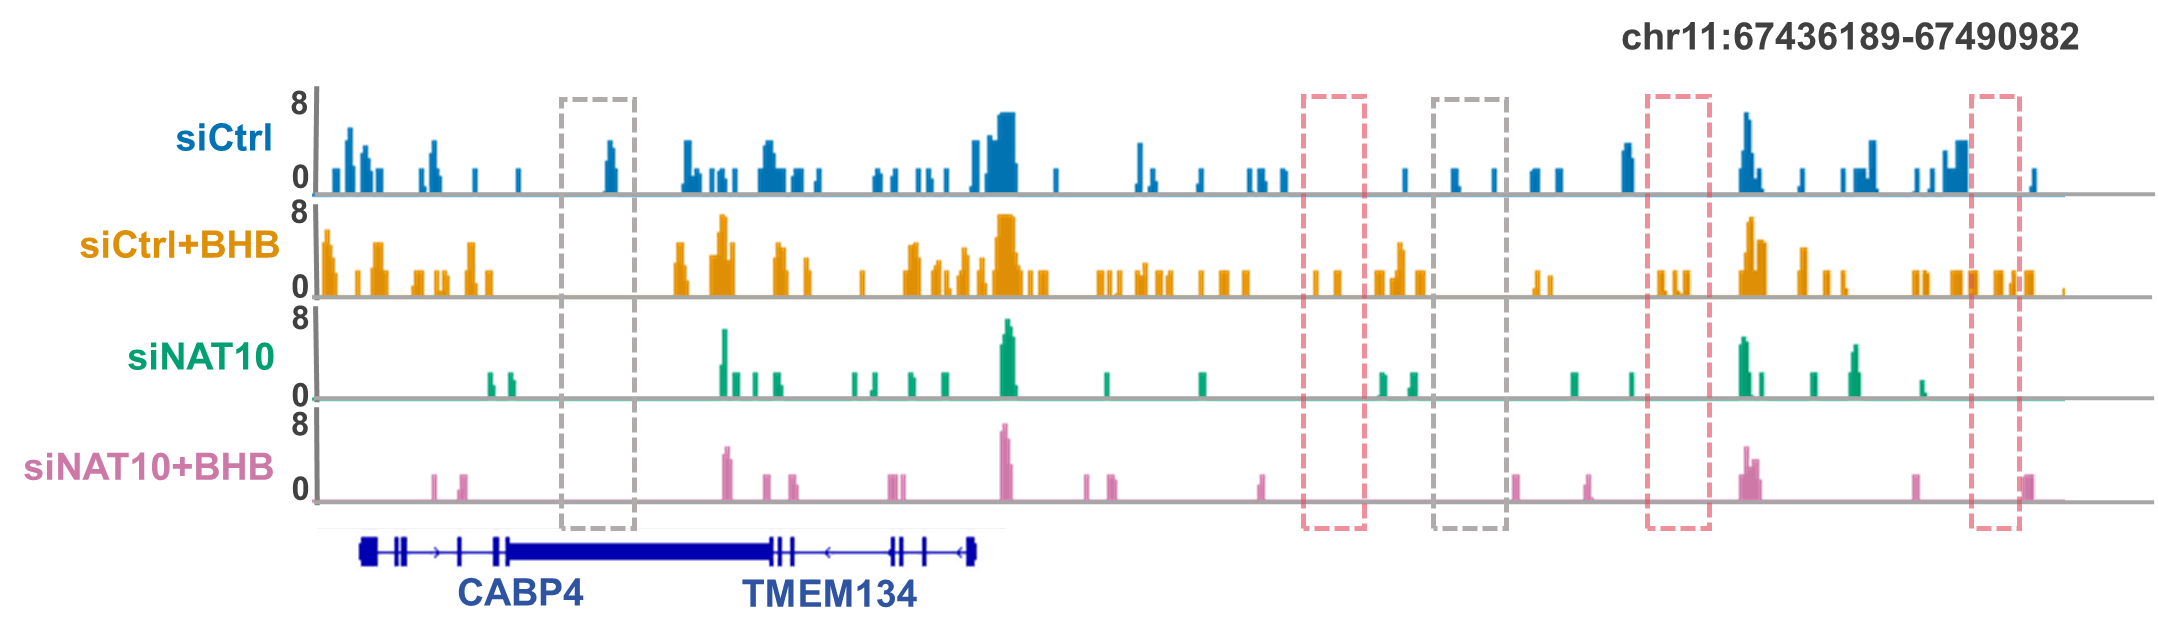 chr11:67436189-67490982
8
siCtrl
0
8
siCtrl+BHB
0
8
siNAT10
0
8
siNAT10+BHB
0
CABP4 TMEM134